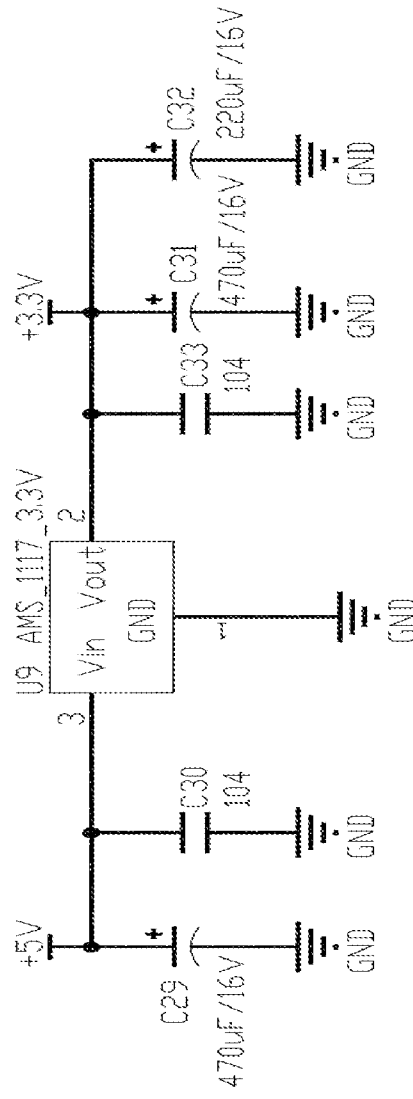 +5V
C29
470uF/16V
GND
C30
104
GND
U9 AMS_1117_3.3V
3
Vin Vout
GND
2
1
GND
+3.3V
C33
104
GND
C31
470uF/16V
GND
C32
220uF/16V
GND